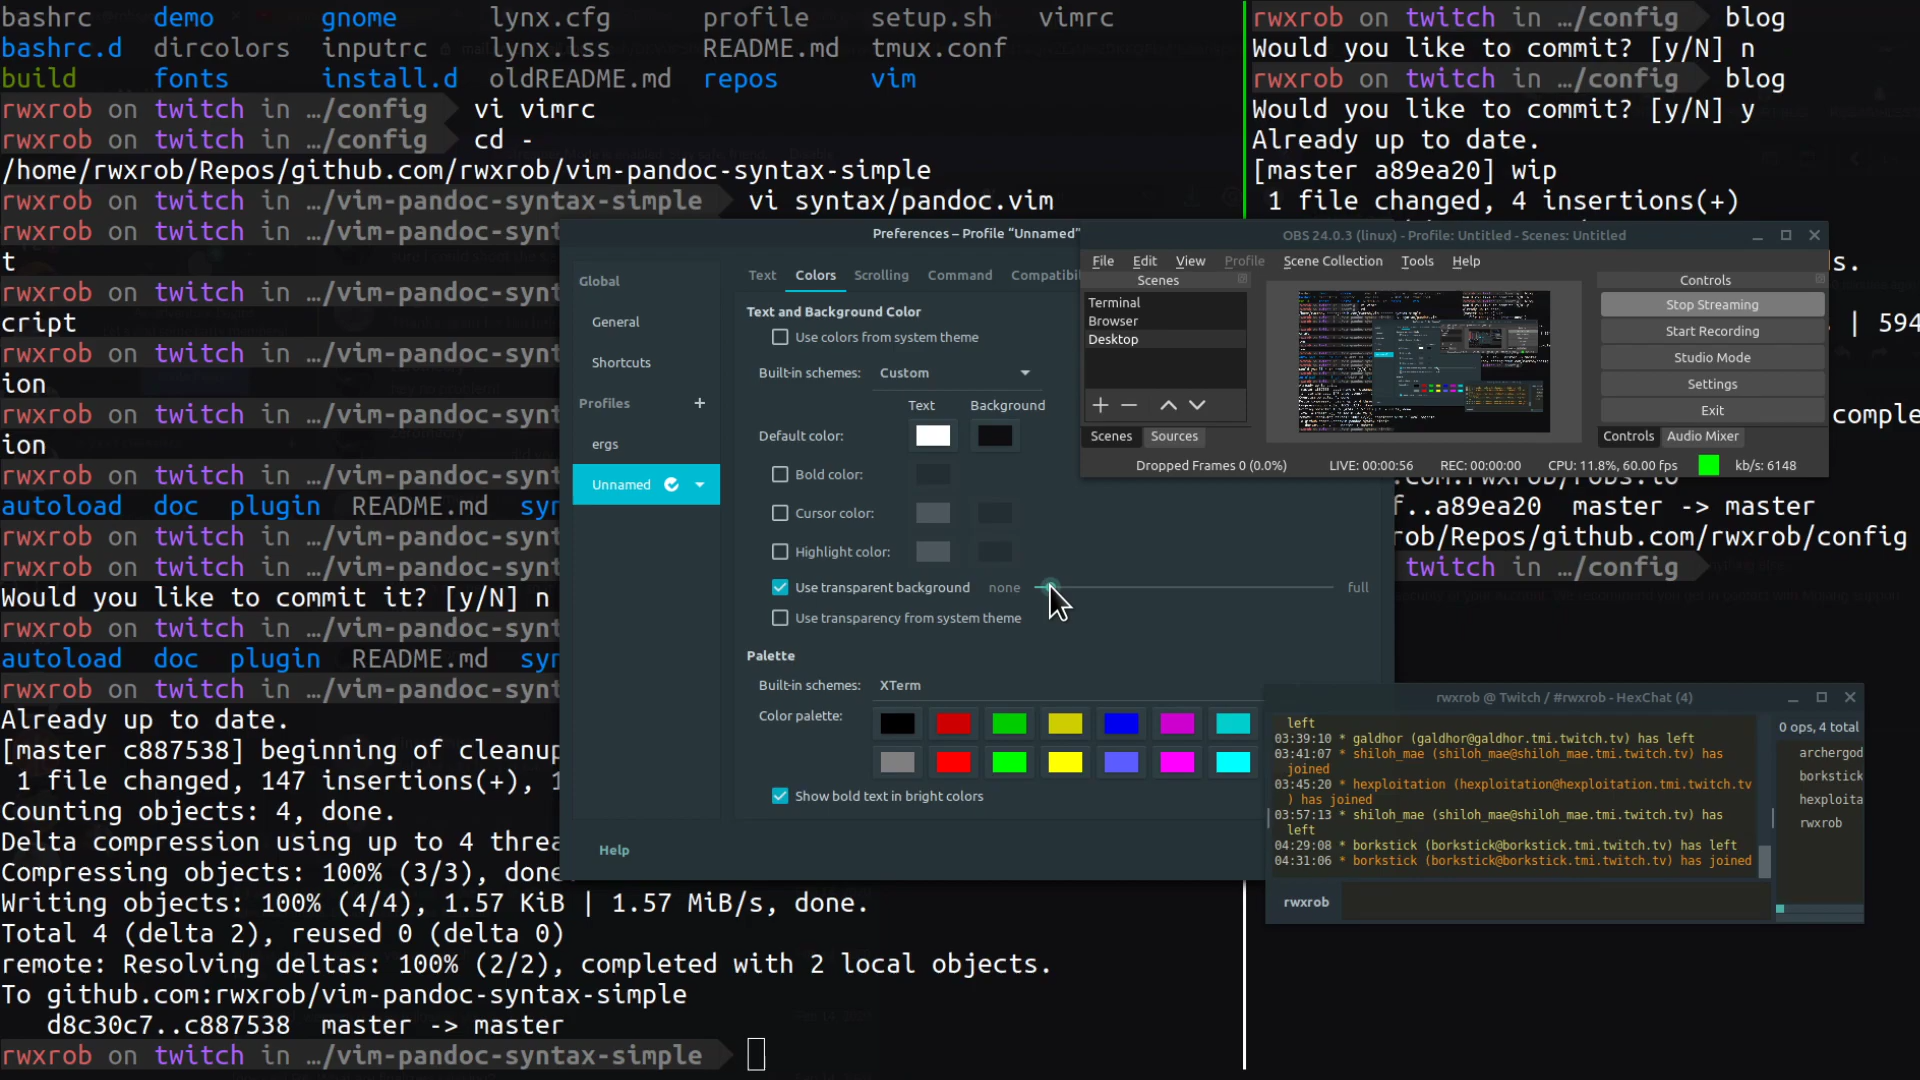 bashrc demo gnome lynx.cfg profile setup.sh vimrc
bashrc.d dircolors inputrc lynx.lss README.md tmux.conf
build fonts install.d oldREADME.md repos vim
rwxrob on twitch in …/config vi vimrc
rwxrob on twitch in …/config cd -
/home/rwxrob/Repos/github.com/rwxrob/vim-pandoc-syntax-simple
rwxrob on twitch in …/vim-pandoc-syntax-simple vi syntax/pandoc.vim
rwxrob on twitch in …/vim-pandoc-synt
t
rwxrob on twitch in …/vim-pandoc-synt
cript
rwxrob on twitch in …/vim-pandoc-synt
ion
rwxrob on twitch in …/vim-pandoc-synt
ion
rwxrob on twitch in …/vim-pandoc-synt
autoload doc plugin README.md syn
rwxrob on twitch in …/vim-pandoc-synt
rwxrob on twitch in …/vim-pandoc-synt
Would you like to commit it? [y/N] n
rwxrob on twitch in …/vim-pandoc-synt
autoload doc plugin README.md syn
rwxrob on twitch in …/vim-pandoc-synt
Already up to date.
[master c887538] beginning of cleanup
1 file changed, 147 insertions(+), 1
Counting objects: 4, done.
Delta compression using up to 4 threa
Compressing objects: 100% (3/3), done.
Writing objects: 100% (4/4), 1.57 KiB | 1.57 MiB/s, done.
Total 4 (delta 2), reused 0 (delta 0)
remote: Resolving deltas: 100% (2/2), completed with 2 local objects.
To github.com:rwxrob/vim-pandoc-syntax-simple
d8c30c7..c887538 master -> master
rwxrob on twitch in …/vim-pandoc-syntax-simple
rwxrob on twitch in …/config blog
Would you like to commit? [y/N] n
rwxrob on twitch in …/config blog
Would you like to commit? [y/N] y
Already up to date.
[master a89ea20] wip
1 file changed, 4 insertions(+)
s.
| 594
comple
.com:rwxrob/robs.io
f..a89ea20 master -> master
rob/Repos/github.com/rwxrob/config
twitch in …/config
Preferences – Profile “Unnamed”
Global
General
Shortcuts
Profiles +
ergs
Unnamed
Help
Text Colors Scrolling Command Compatibi
Text and Background Color
Use colors from system theme
Built-in schemes: Custom
Text Background
Default color:
Bold color:
Cursor color:
Highlight color:
Use transparent background none full
Use transparency from system theme
Palette
Built-in schemes: XTerm
Color palette:
Show bold text in bright colors
OBS 24.0.3 (linux) - Profile: Untitled - Scenes: Untitled
File Edit View Profile Scene Collection Tools Help
Scenes
Terminal
Browser
Desktop
Scenes Sources
Controls
Stop Streaming
Start Recording
Studio Mode
Settings
Exit
Controls Audio Mixer
Dropped Frames 0 (0.0%) LIVE: 00:00:56 REC: 00:00:00 CPU: 11.8%, 60.00 fps kb/s: 6148
rwxrob @ Twitch / #rwxrob - HexChat (4)
left
03:39:10 * galdhor (galdhor@galdhor.tmi.twitch.tv) has left
03:41:07 * shiloh_mae (shiloh_mae@shiloh_mae.tmi.twitch.tv) has
joined
03:45:20 * hexploitation (hexploitation@hexploitation.tmi.twitch.tv
) has joined
03:57:13 * shiloh_mae (shiloh_mae@shiloh_mae.tmi.twitch.tv) has
left
04:29:08 * borkstick (borkstick@borkstick.tmi.twitch.tv) has left
04:31:06 * borkstick (borkstick@borkstick.tmi.twitch.tv) has joined
rwxrob
0 ops, 4 total
archergod
borkstick
hexploita
rwxrob